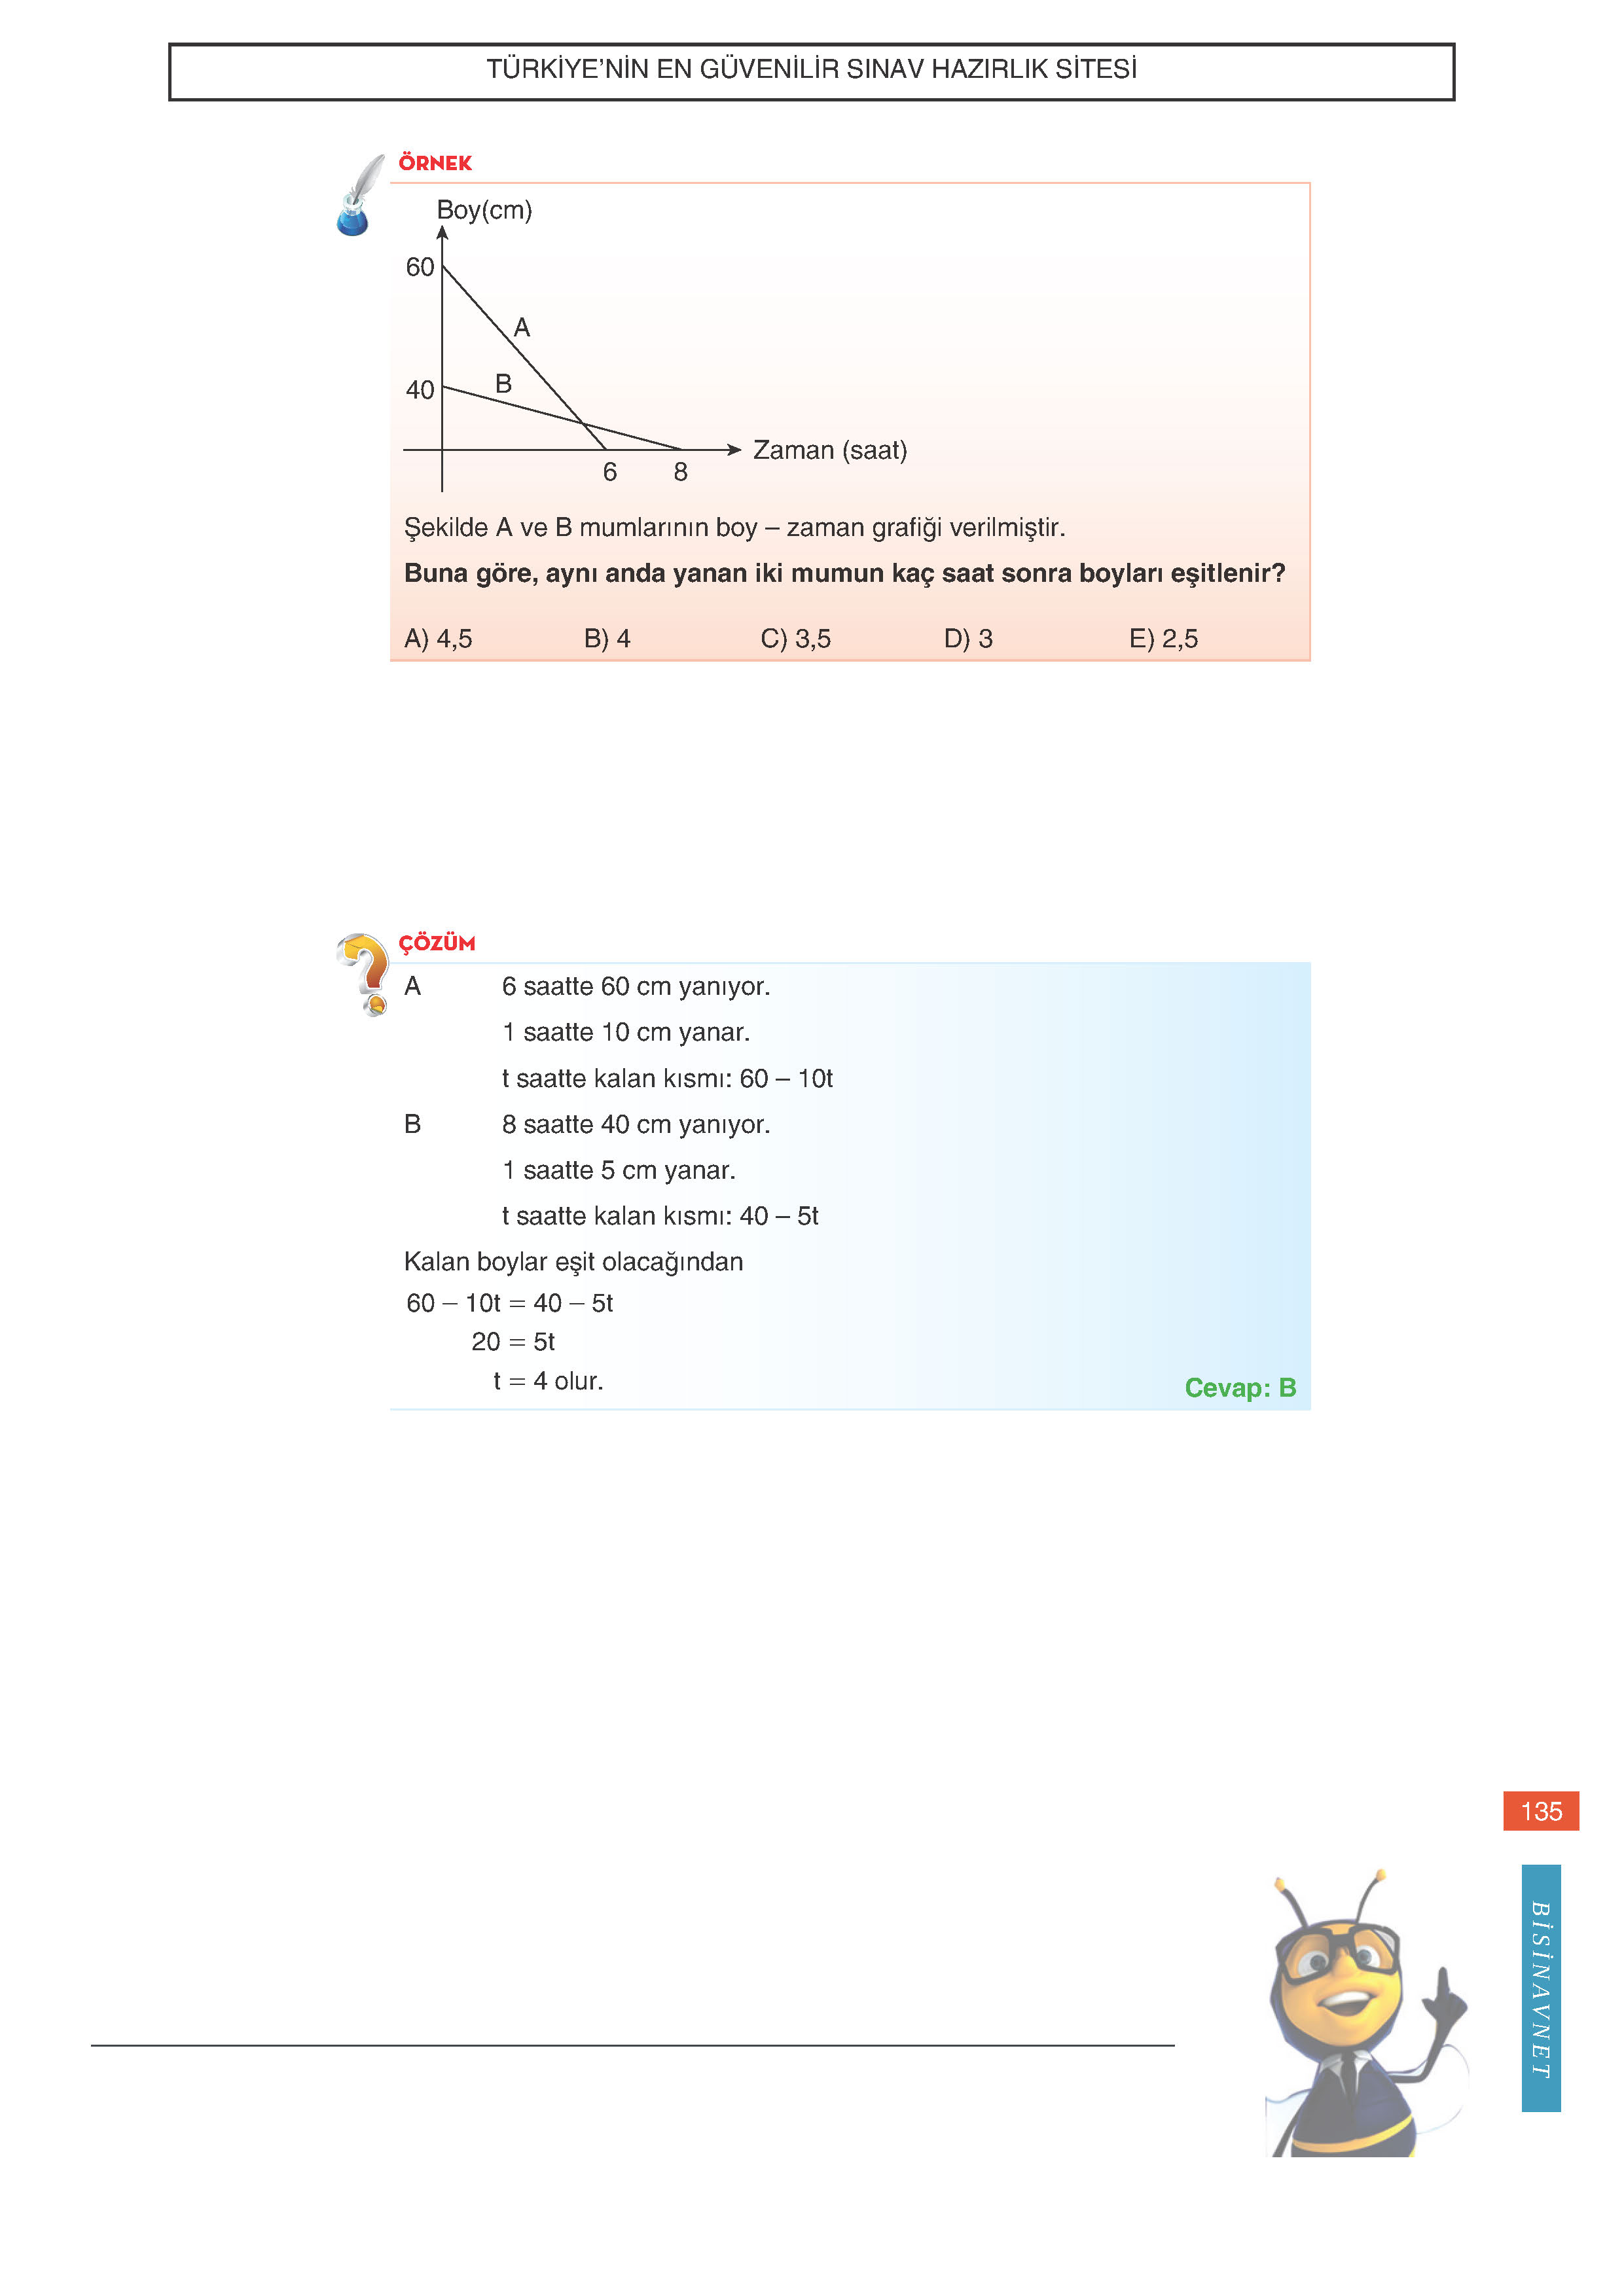 TÜRKİYE'NİN EN GÜVENİLİR SINAV HAZIRLIK SİTESİ
ÖRNEK
Boy(cm)
60
A
B
40
Zaman (saat)
6 8
Şekilde A ve B mumlarının boy – zaman grafiği verilmiştir.
Buna göre, aynı anda yanan iki mumun kaç saat sonra boyları eşitlenir?
A) 4,5 B) 4 C) 3,5 D) 3 E) 2,5
ÇÖZÜM
A 6 saatte 60 cm yanıyor.
1 saatte 10 cm yanar.
t saatte kalan kısmı: 60 – 10t
B 8 saatte 40 cm yanıyor.
1 saatte 5 cm yanar.
t saatte kalan kısmı: 40 – 5t
Kalan boylar eşit olacağından
60 – 10t = 40 – 5t
20 = 5t
t = 4 olur.
Cevap: B
135
BİSİNAVNET